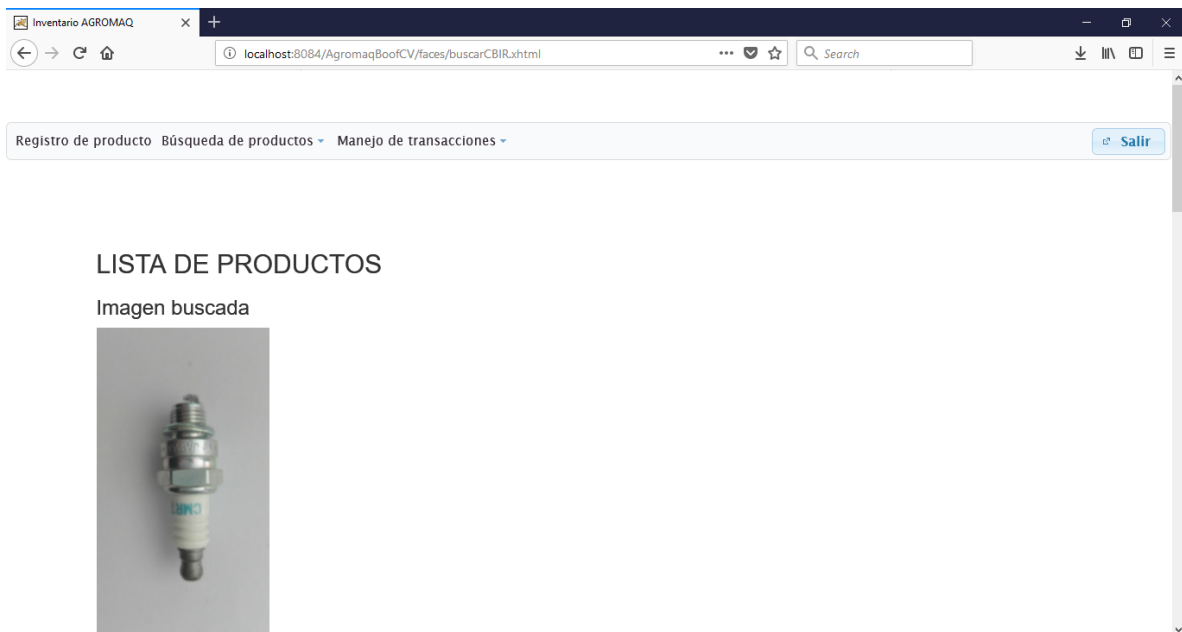 Inventario AGROMAQ
localhost:8084/AgromaqBoofCV/faces/buscarCBIR.xhtml
Search
Registro de producto Búsqueda de productos Manejo de transacciones
Salir
LISTA DE PRODUCTOS
Imagen buscada
CMR7